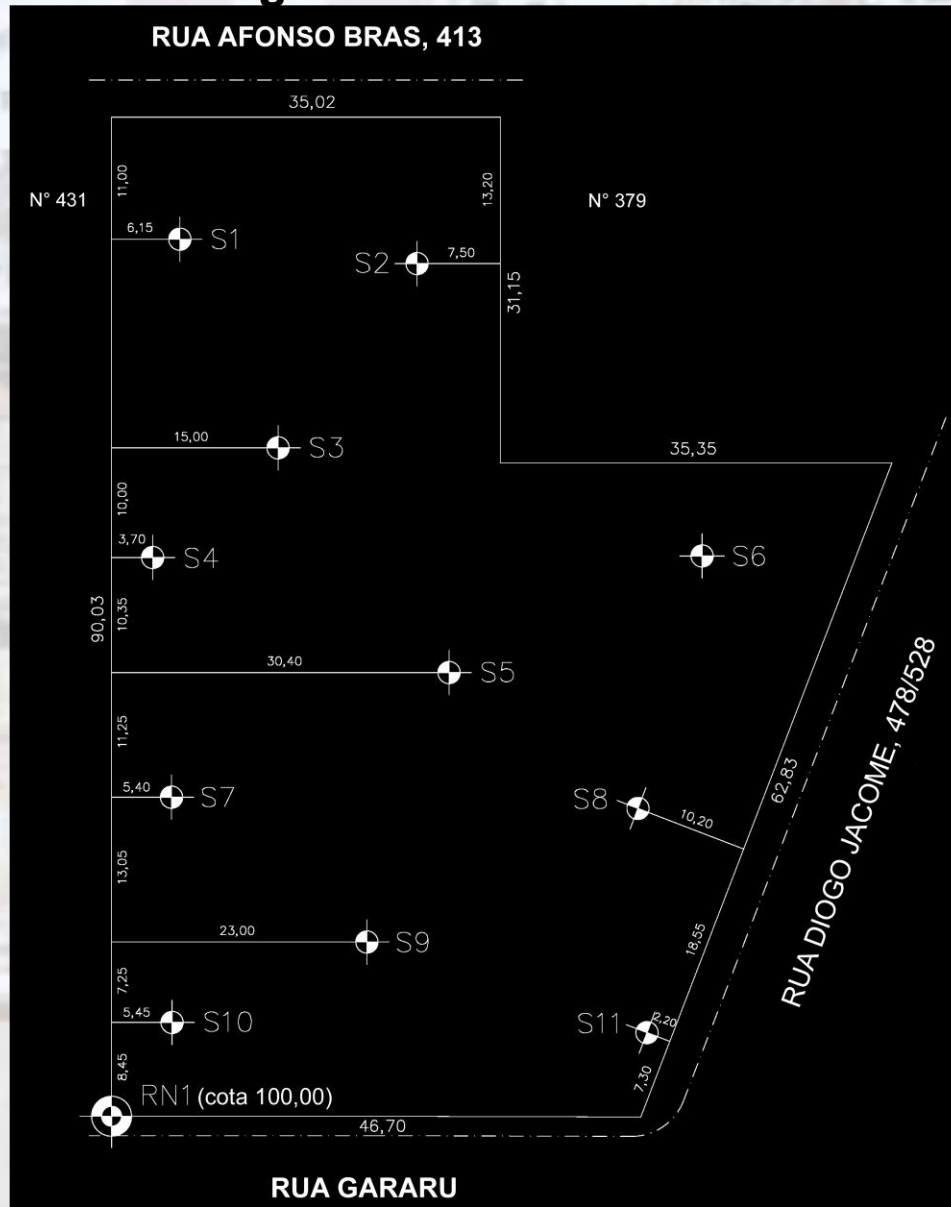 RUA AFONSO BRAS, 413
35,02
11,00
13,20
N° 431
N° 379
6,15
S1
S2
7,50
31,15
15,00
S3
35,35
10,00
3,70
S4
S6
90,03
10,35
30,40
S5
11,25
5,40
S7
S8
10,20
62,83
RUA DIOGO JACOME, 478/528
13,05
23,00
S9
18,55
7,25
5,45
S10
S11
2,20
8,45
7,30
RN1 (cota 100,00)
46,70
RUA GARARU